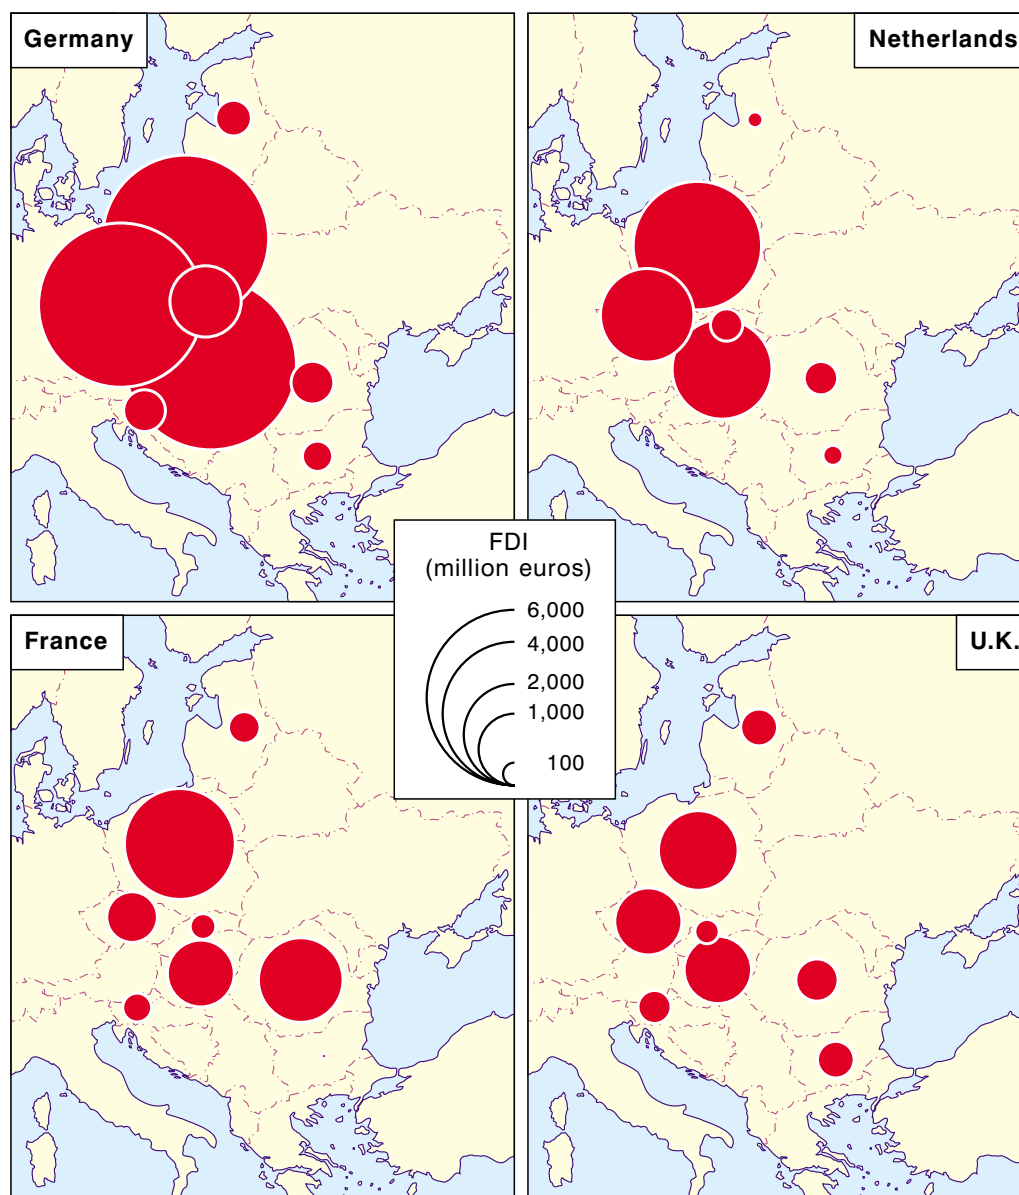 Germany
Netherlands
FDI
(million euros)
6,000
4,000
2,000
1,000
100
France
U.K.